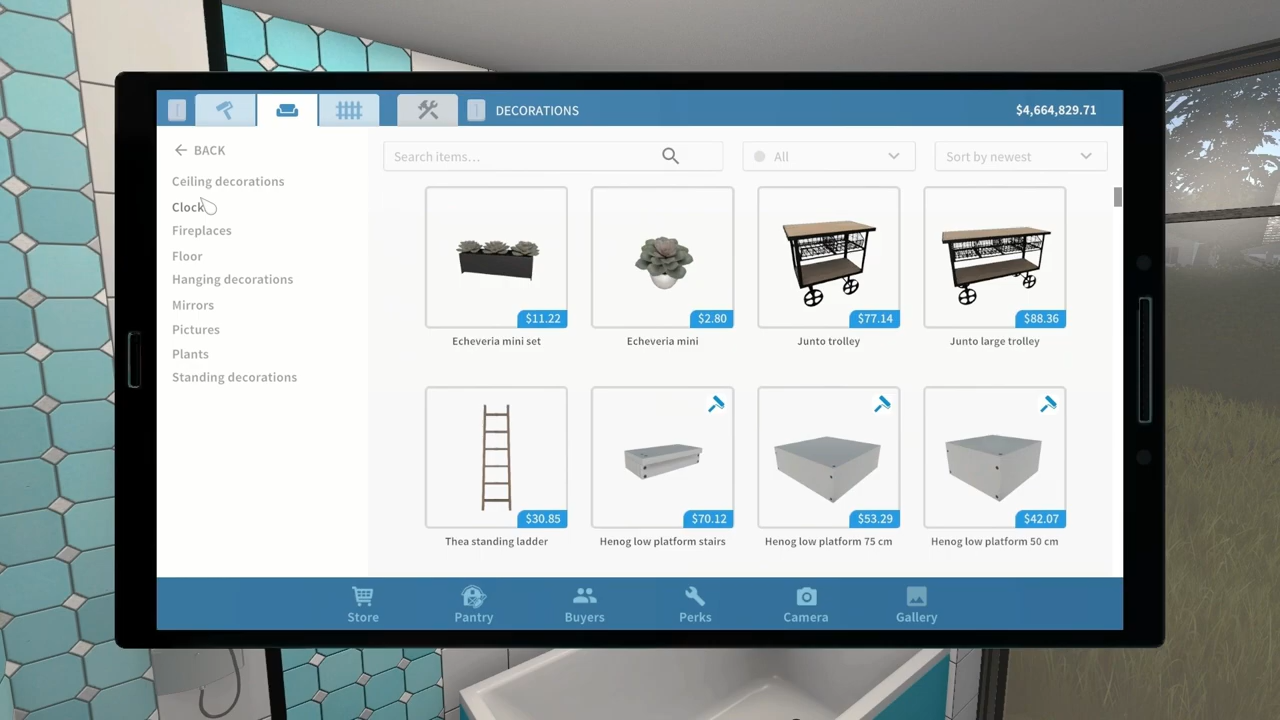 DECORATIONS
$4,664,829.71
BACK
Search items...
All
Sort by newest
Ceiling decorations
Clock
Fireplaces
Floor
Hanging decorations
Mirrors
Pictures
Plants
Standing decorations
$11.22
$2.80
$77.14
$88.36
Echeveria mini set
Echeveria mini
Junto trolley
Junto large trolley
$30.85
$70.12
$53.29
$42.07
Thea standing ladder
Henog low platform stairs
Henog low platform 75 cm
Henog low platform 50 cm
Store
Pantry
Buyers
Perks
Camera
Gallery